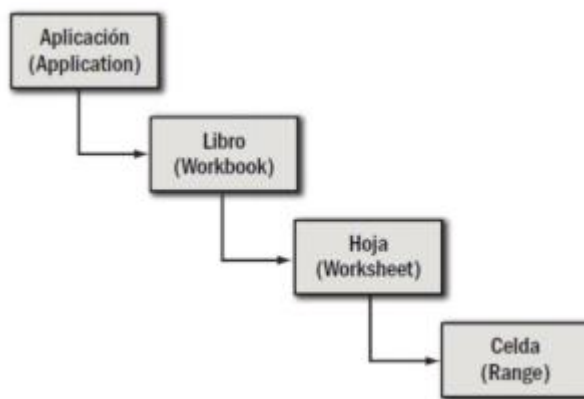 Aplicación
(Application)
Libro
(Workbook)
Hoja
(Worksheet)
Celda
(Range)